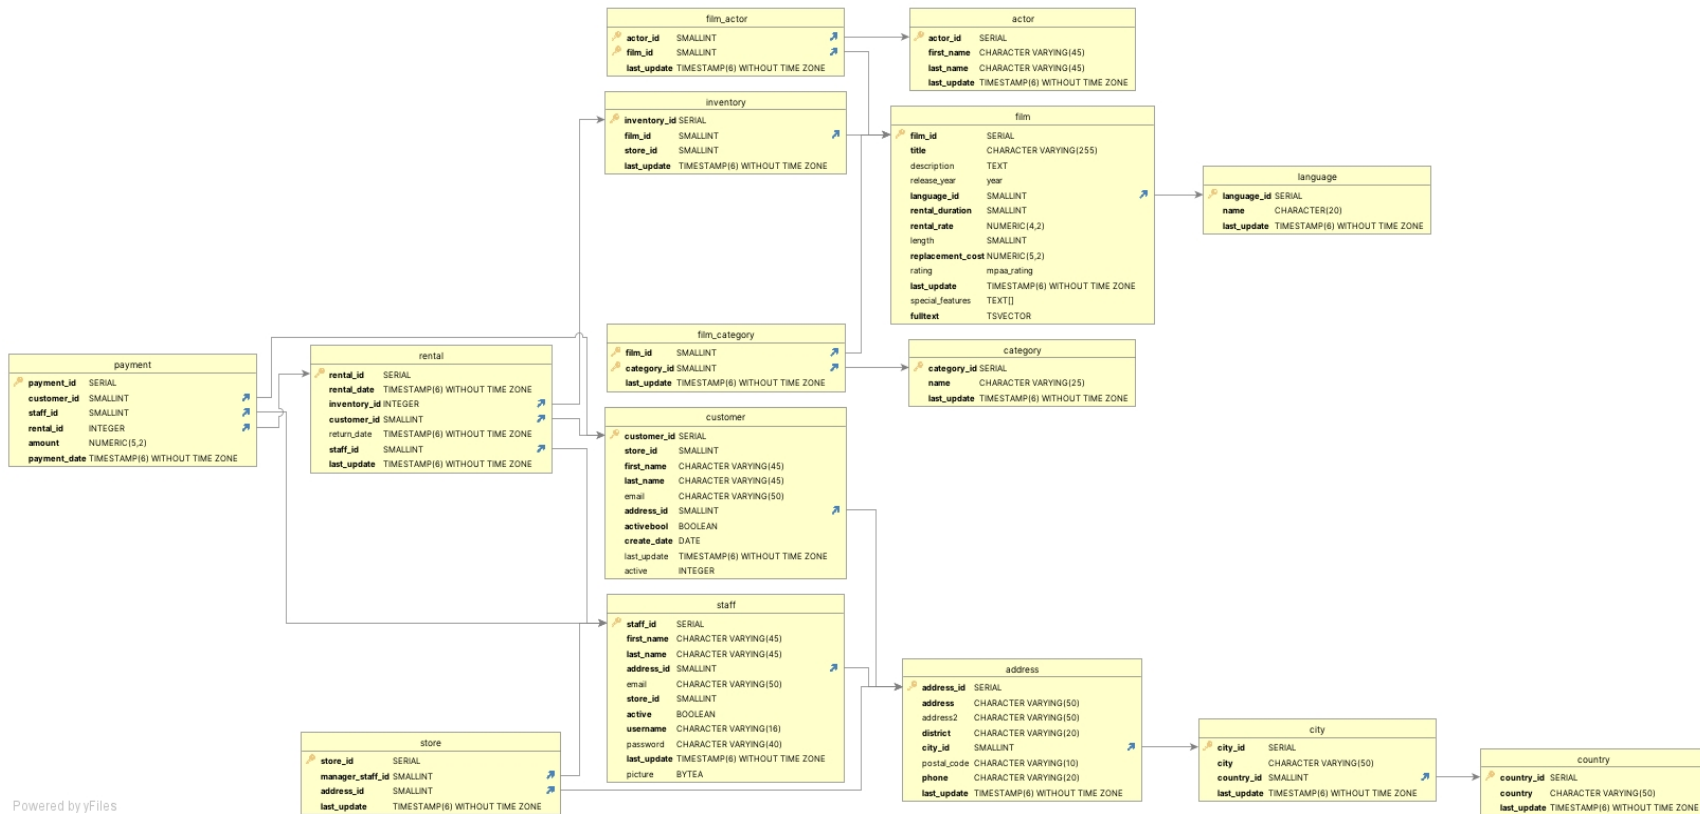 film_actor
actor_id SMALLINT
film_id SMALLINT
last_update TIMESTAMP(6) WITHOUT TIME ZONE
actor
actor_id SERIAL
first_name CHARACTER VARYING(45)
last_name CHARACTER VARYING(45)
last_update TIMESTAMP(6) WITHOUT TIME ZONE
inventory
inventory_id SERIAL
film_id SMALLINT
store_id SMALLINT
last_update TIMESTAMP(6) WITHOUT TIME ZONE
film
film_id SERIAL
title CHARACTER VARYING(255)
description TEXT
release_year year
language_id SMALLINT
rental_duration SMALLINT
rental_rate NUMERIC(4,2)
length SMALLINT
replacement_cost NUMERIC(5,2)
rating mpaa_rating
last_update TIMESTAMP(6) WITHOUT TIME ZONE
special_features TEXT[]
fulltext TSVECTOR
language
language_id SERIAL
name CHARACTER(20)
last_update TIMESTAMP(6) WITHOUT TIME ZONE
film_category
film_id SMALLINT
category_id SMALLINT
last_update TIMESTAMP(6) WITHOUT TIME ZONE
category
category_id SERIAL
name CHARACTER VARYING(25)
last_update TIMESTAMP(6) WITHOUT TIME ZONE
payment
payment_id SERIAL
customer_id SMALLINT
staff_id SMALLINT
rental_id INTEGER
amount NUMERIC(5,2)
payment_date TIMESTAMP(6) WITHOUT TIME ZONE
rental
rental_id SERIAL
rental_date TIMESTAMP(6) WITHOUT TIME ZONE
inventory_id INTEGER
customer_id SMALLINT
return_date TIMESTAMP(6) WITHOUT TIME ZONE
staff_id SMALLINT
last_update TIMESTAMP(6) WITHOUT TIME ZONE
customer
customer_id SERIAL
store_id SMALLINT
first_name CHARACTER VARYING(45)
last_name CHARACTER VARYING(45)
email CHARACTER VARYING(50)
address_id SMALLINT
activebool BOOLEAN
create_date DATE
last_update TIMESTAMP(6) WITHOUT TIME ZONE
active INTEGER
staff
staff_id SERIAL
first_name CHARACTER VARYING(45)
last_name CHARACTER VARYING(45)
address_id SMALLINT
email CHARACTER VARYING(50)
store_id SMALLINT
active BOOLEAN
username CHARACTER VARYING(16)
password CHARACTER VARYING(40)
last_update TIMESTAMP(6) WITHOUT TIME ZONE
picture BYTEA
store
store_id SERIAL
manager_staff_id SMALLINT
address_id SMALLINT
last_update TIMESTAMP(6) WITHOUT TIME ZONE
address
address_id SERIAL
address CHARACTER VARYING(50)
address2 CHARACTER VARYING(50)
district CHARACTER VARYING(20)
city_id SMALLINT
postal_code CHARACTER VARYING(10)
phone CHARACTER VARYING(20)
last_update TIMESTAMP(6) WITHOUT TIME ZONE
city
city_id SERIAL
city CHARACTER VARYING(50)
country_id SMALLINT
last_update TIMESTAMP(6) WITHOUT TIME ZONE
country
country_id SERIAL
country CHARACTER VARYING(50)
last_update TIMESTAMP(6) WITHOUT TIME ZONE
Powered by yFiles